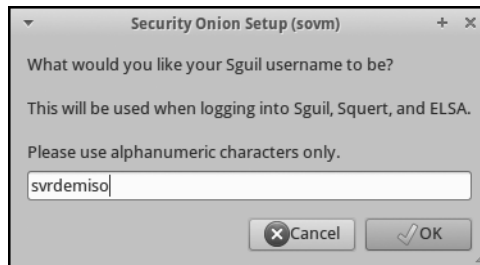 Security Onion Setup (sovm)
What would you like your Sguil username to be?
This will be used when logging into Sguil, Squert, and ELSA.
Please use alphanumeric characters only.
svrdemiso
Cancel
OK